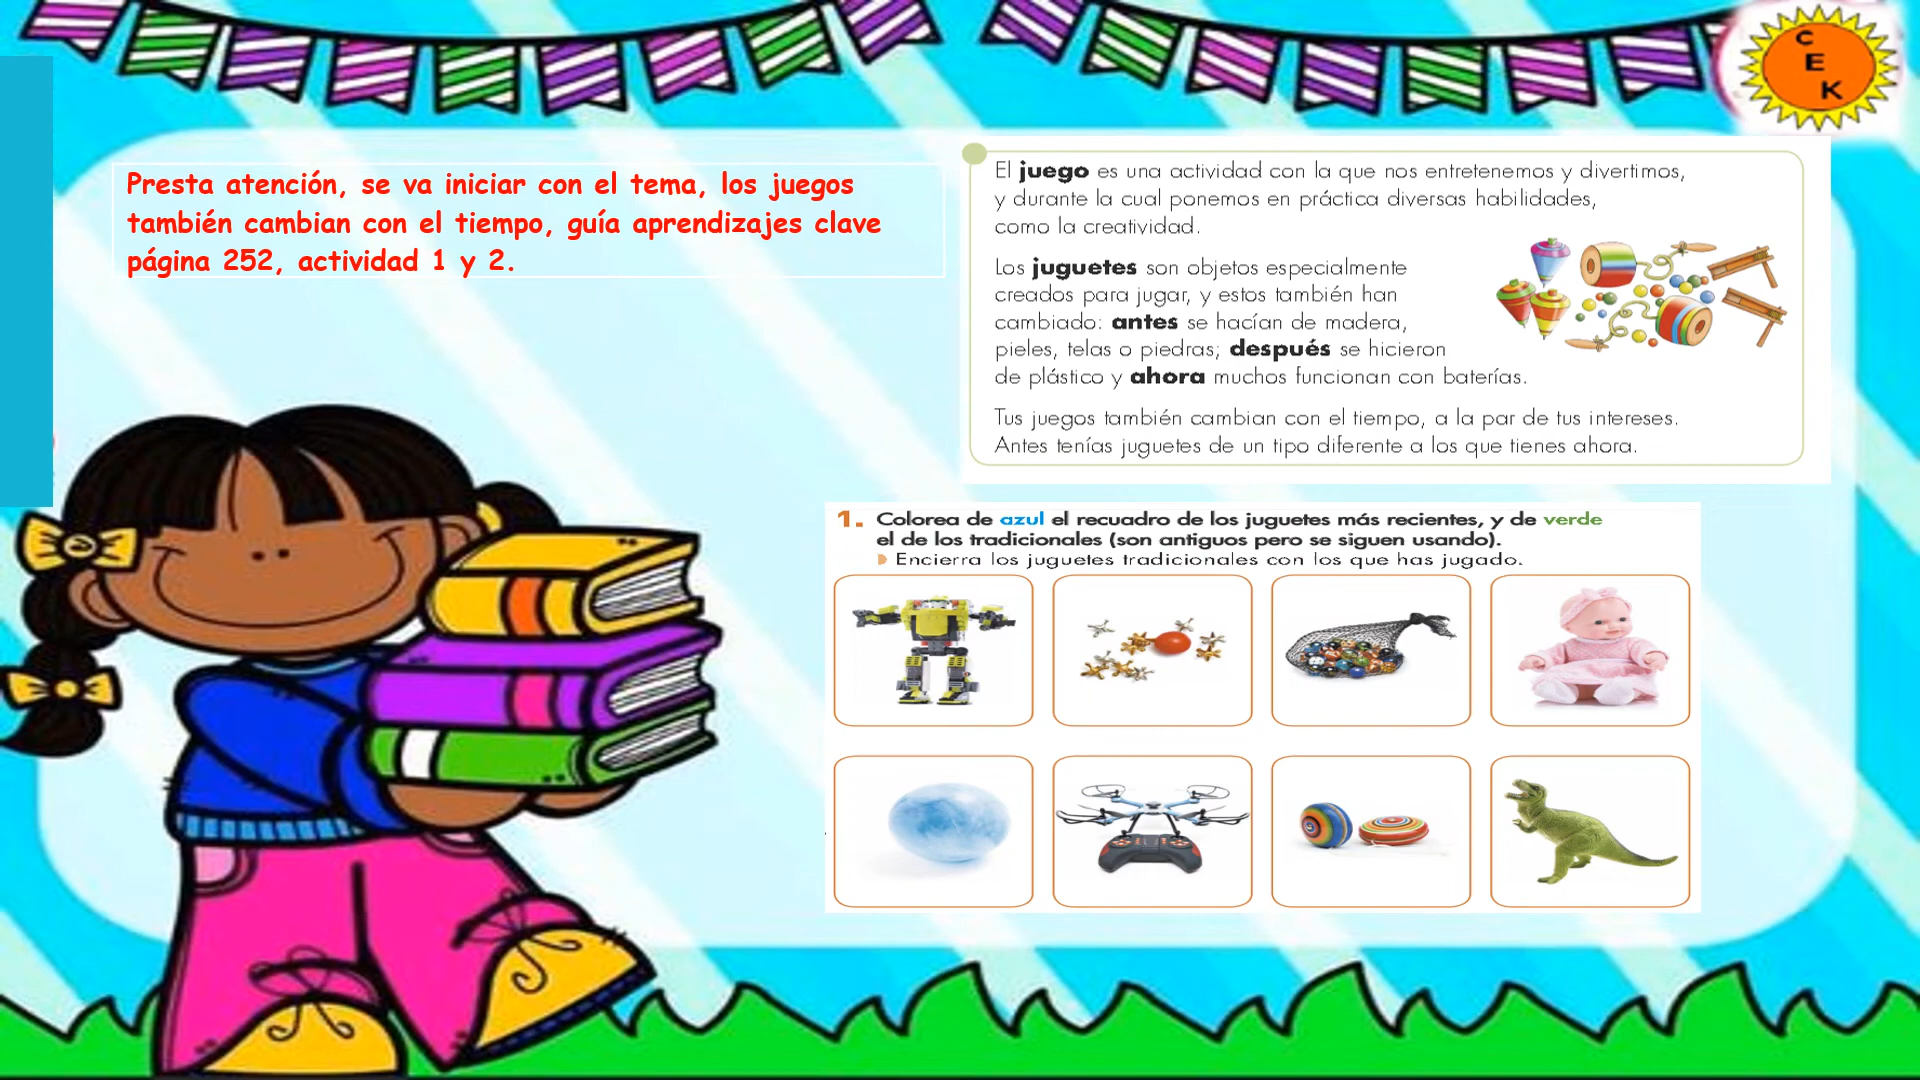 C
E
K
Presta atención, se va iniciar con el tema, los juegos
también cambian con el tiempo, guía aprendizajes clave
página 252, actividad 1 y 2.
El juego es una actividad con la que nos entretenemos y divertimos,
y durante la cual ponemos en práctica diversas habilidades,
como la creatividad.
Los juguetes son objetos especialmente
creados para jugar, y estos también han
cambiado: antes se hacían de madera,
pieles, telas o piedras; después se hicieron
de plástico y ahora muchos funcionan con baterías.
Tus juegos también cambian con el tiempo, a la par de tus intereses.
Antes tenías juguetes de un tipo diferente a los que tienes ahora.
1. Colorea de azul el recuadro de los juguetes más recientes, y de verde
el de los tradicionales (son antiguos pero se siguen usando).
Encierra los juguetes tradicionales con los que has jugado.